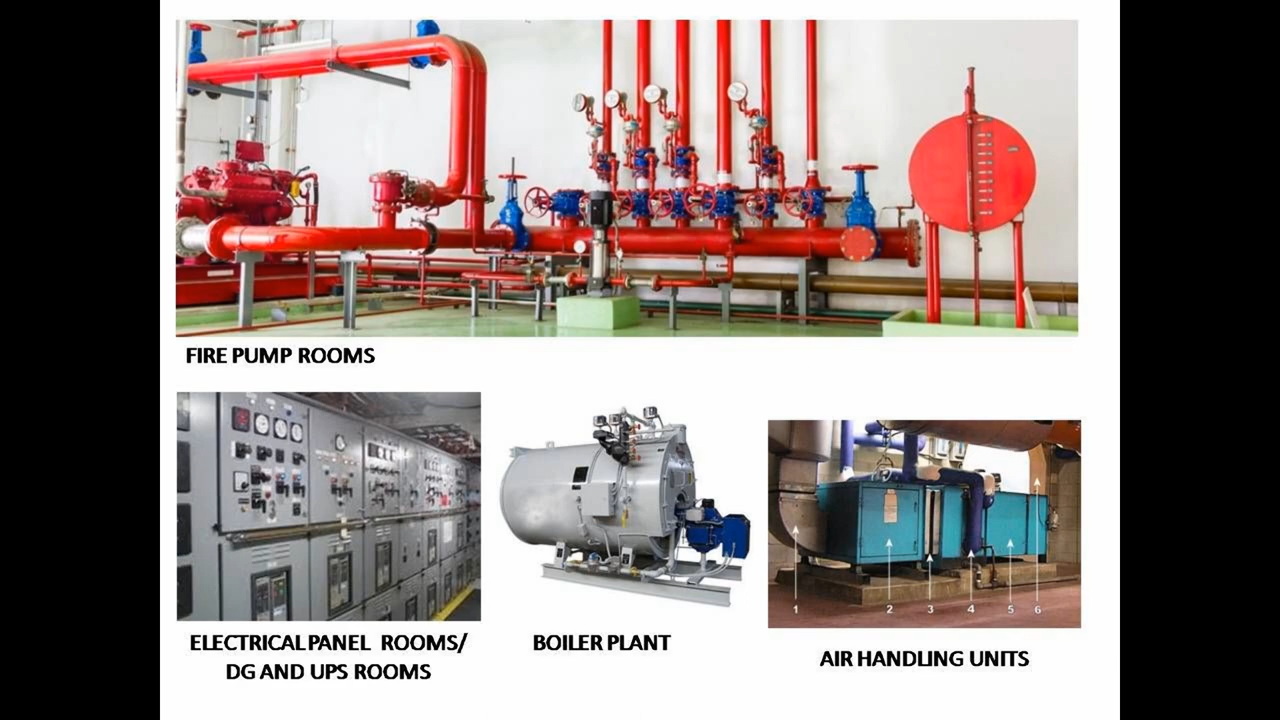 FIRE PUMP ROOMS
ELECTRICAL PANEL ROOMS/
DG AND UPS ROOMS
BOILER PLANT
AIR HANDLING UNITS
1 2 3 4 5 6